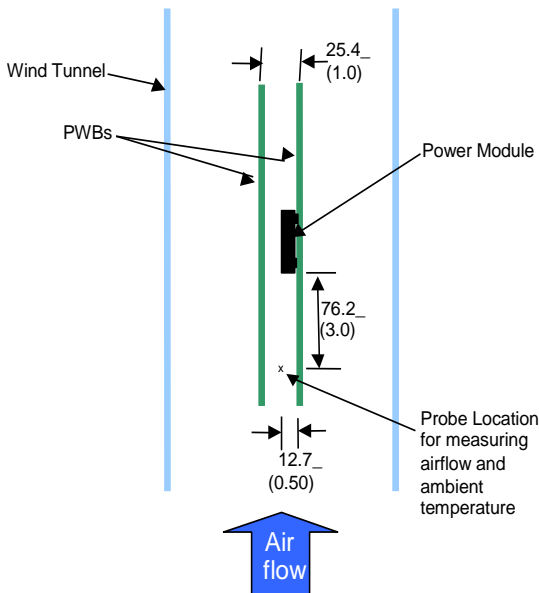 25.4_
(1.0)
Wind Tunnel
PWBs
Power Module
76.2_
(3.0)
x
Probe Location
for measuring
airflow and
ambient
temperature
12.7_
(0.50)
Air
flow